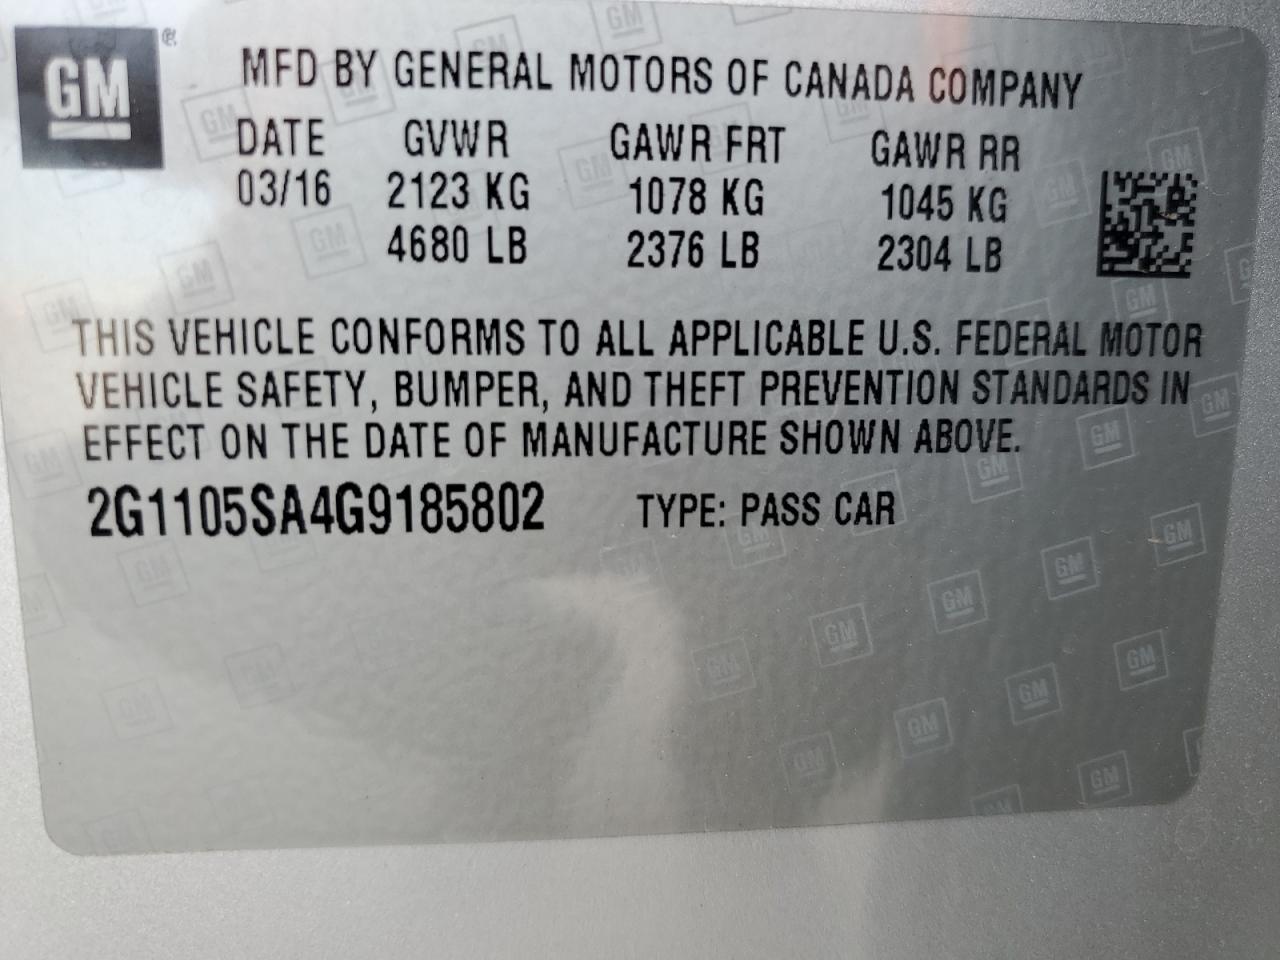 GM ®
MFD BY GENERAL MOTORS OF CANADA COMPANY
DATE GVWR GAWR FRT GAWR RR
03/16 2123 KG 1078 KG 1045 KG
4680 LB 2376 LB 2304 LB
THIS VEHICLE CONFORMS TO ALL APPLICABLE U.S. FEDERAL MOTOR
VEHICLE SAFETY, BUMPER, AND THEFT PREVENTION STANDARDS IN
EFFECT ON THE DATE OF MANUFACTURE SHOWN ABOVE.
2G1105SA4G9185802 TYPE: PASS CAR